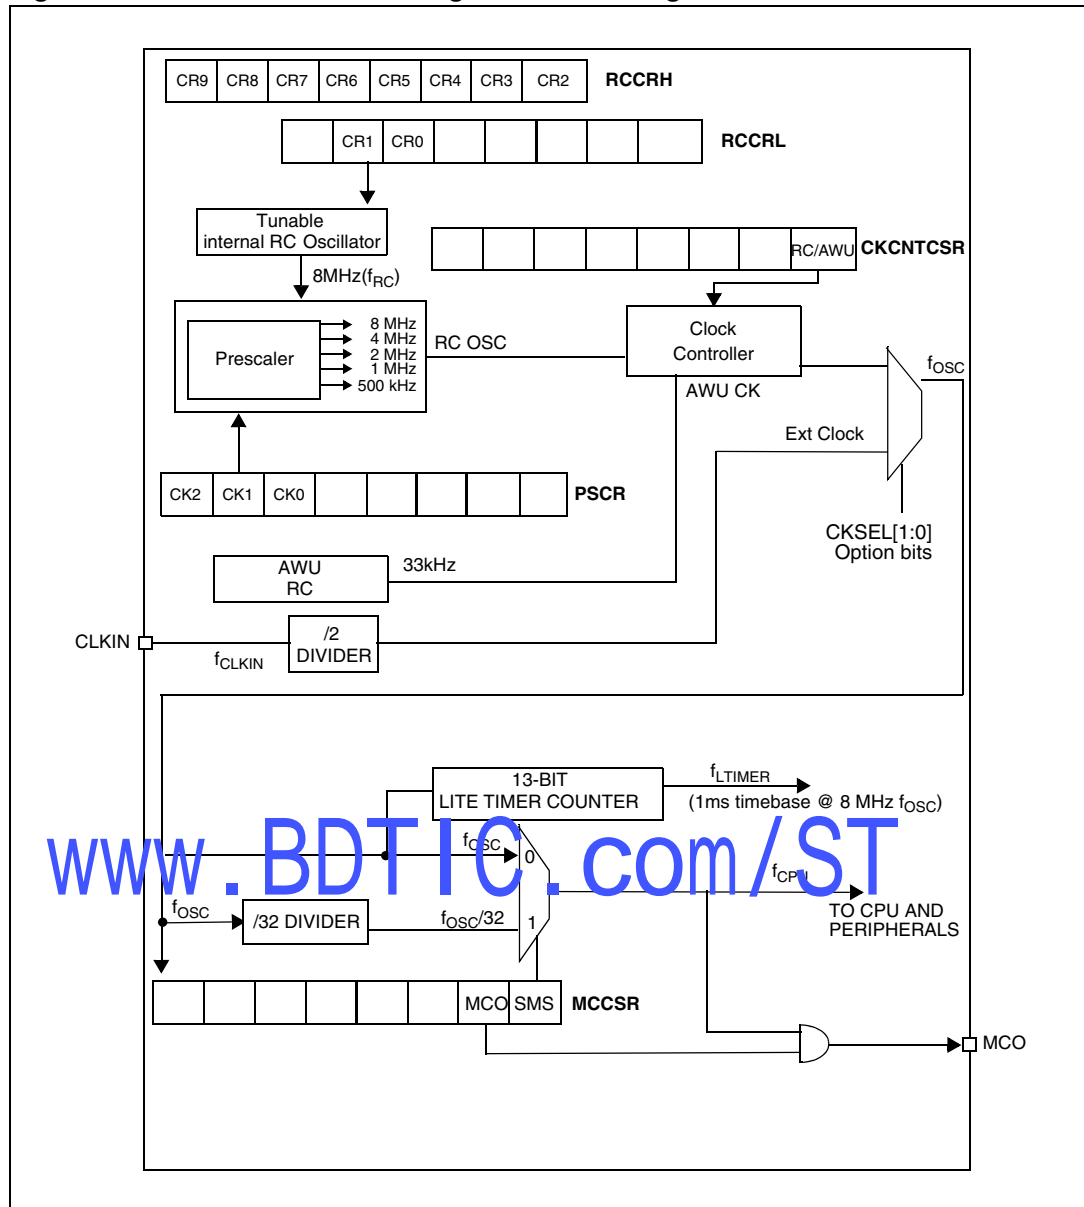 CR9 CR8 CR7 CR6 CR5 CR4 CR3 CR2 RCCRH
CR1 CR0 RCCRL
Tunable
internal RC Oscillator
RC/AWU CKCNTCSR
8MHz(fRC)
Prescaler
8 MHz
4 MHz
2 MHz
1 MHz
500 kHz
RC OSC
Clock
Controller
fOSC
AWU CK
Ext Clock
CK2 CK1 CK0 PSCR
CKSEL[1:0]
Option bits
AWU
RC
33kHz
CLKIN
fCLKIN
/2
DIVIDER
13-BIT
LITE TIMER COUNTER
fLTIMER
(1ms timebase @ 8 MHz fOSC)
www.BDTIC.com/ST
fOSC
0
fCPU
TO CPU AND
PERIPHERALS
fOSC
/32 DIVIDER
fOSC/32
1
MCO SMS MCCSR
MCO